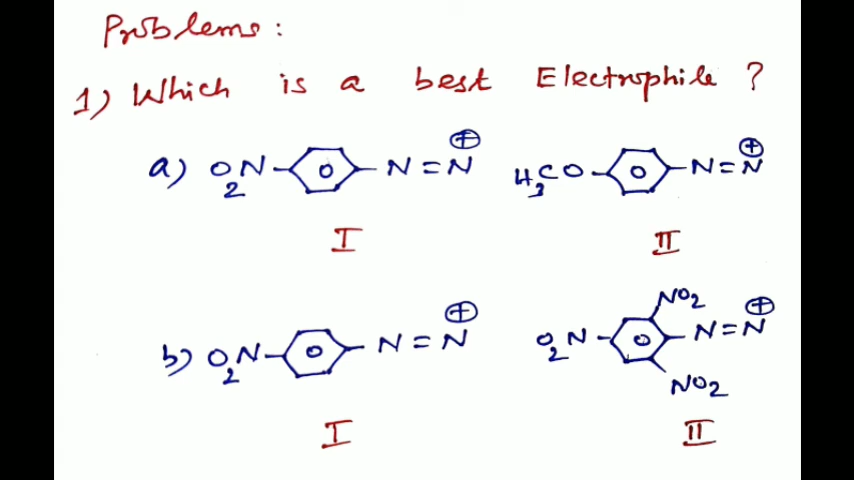 Problems:
1) Which is a best Electrophile?
a) O2N N=N ⊕ H3CO N=N ⊕
I II
b) O2N N=N ⊕ O2N NO2 N=N ⊕ NO2
I II